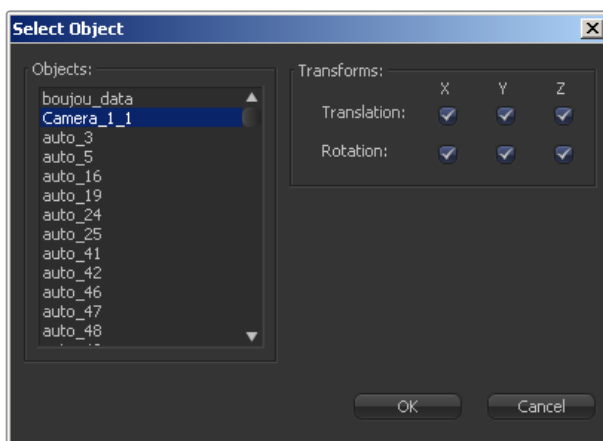 Select Object
Objects:
boujou_data
Camera_1_1
auto_3
auto_5
auto_16
auto_19
auto_24
auto_25
auto_41
auto_42
auto_46
auto_47
auto_48
Transforms:
X Y Z
Translation:
Rotation:
OK
Cancel